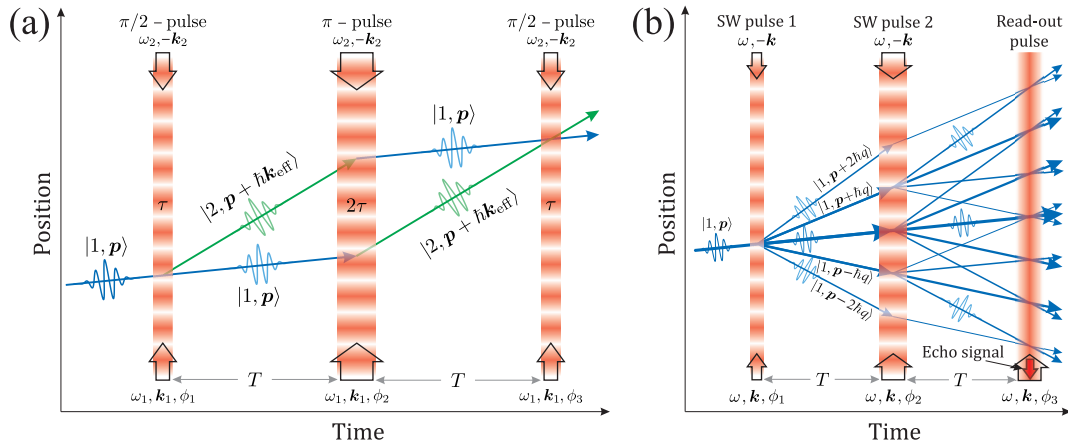 (a)
π/2 – pulse
ω₂,-k₂
π – pulse
ω₂,-k₂
π/2 – pulse
ω₂,-k₂
|1, p⟩
|2, p + ħk_eff⟩
|1, p⟩
|1, p⟩
|2, p + ħk_eff⟩
τ
2τ
τ
T
T
ω₁, k₁, ϕ₁
ω₁, k₁, ϕ₂
ω₁, k₁, ϕ₃
Position
Time
(b)
SW pulse 1
ω,-k
SW pulse 2
ω,-k
Read-out
pulse
|1, p⟩
|1, p+2ħq⟩
|1, p+ħq⟩
|1, p−ħq⟩
|1, p−2ħq⟩
Echo signal
T
T
ω, k, ϕ₁
ω, k, ϕ₂
ω, k, ϕ₃
Position
Time